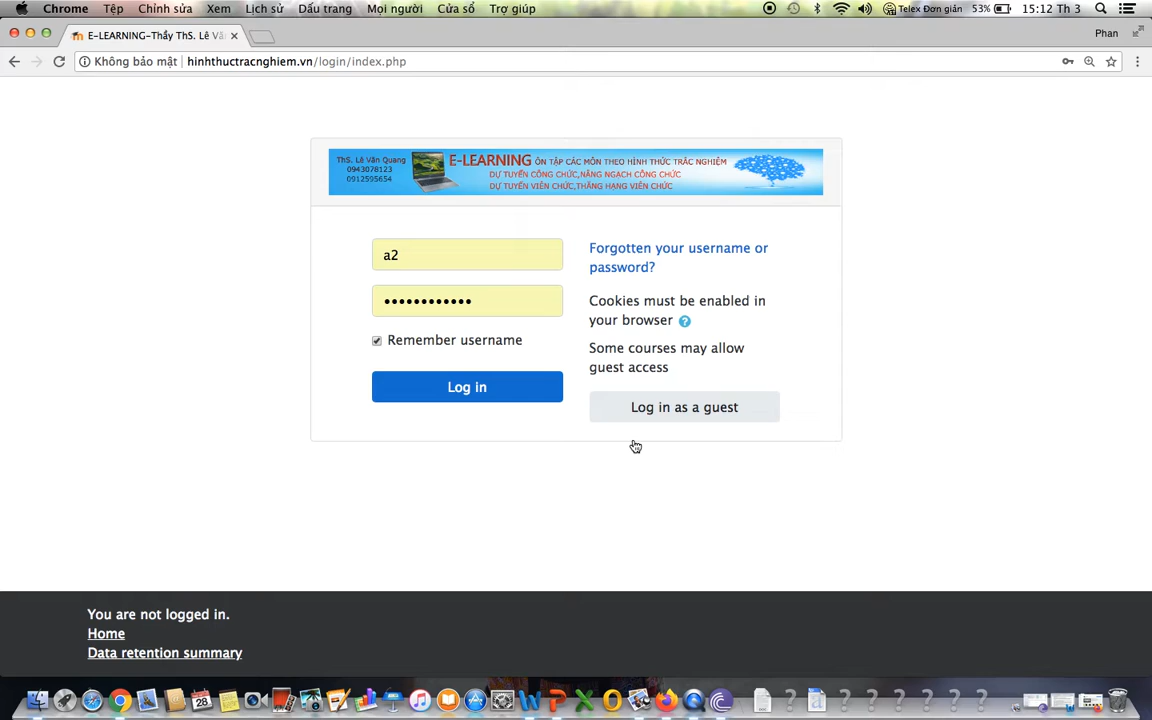 Chrome Tệp Chỉnh sửa Xem Lịch sử Dấu trang Mọi người Cửa sổ Trợ giúp Telex Đơn giản 53% 15:12 Th 3
E-LEARNING-Thầy ThS. Lê Vă Phan
Không bảo mật hinhthuctracnghiem.vn/login/index.php
ThS. Lê Văn Quang
0943078123
0912595654
E-LEARNING ÔN TẬP CÁC MÔN THEO HÌNH THỨC TRẮC NGHIỆM
DỰ TUYỂN CÔNG CHỨC,NÂNG NGẠCH CÔNG CHỨC
DỰ TUYỂN VIÊN CHỨC,THĂNG HẠNG VIÊN CHỨC
a2
Remember username
Log in
Forgotten your username or
password?
Cookies must be enabled in
your browser
Some courses may allow
guest access
Log in as a guest
You are not logged in.
Home
Data retention summary
28